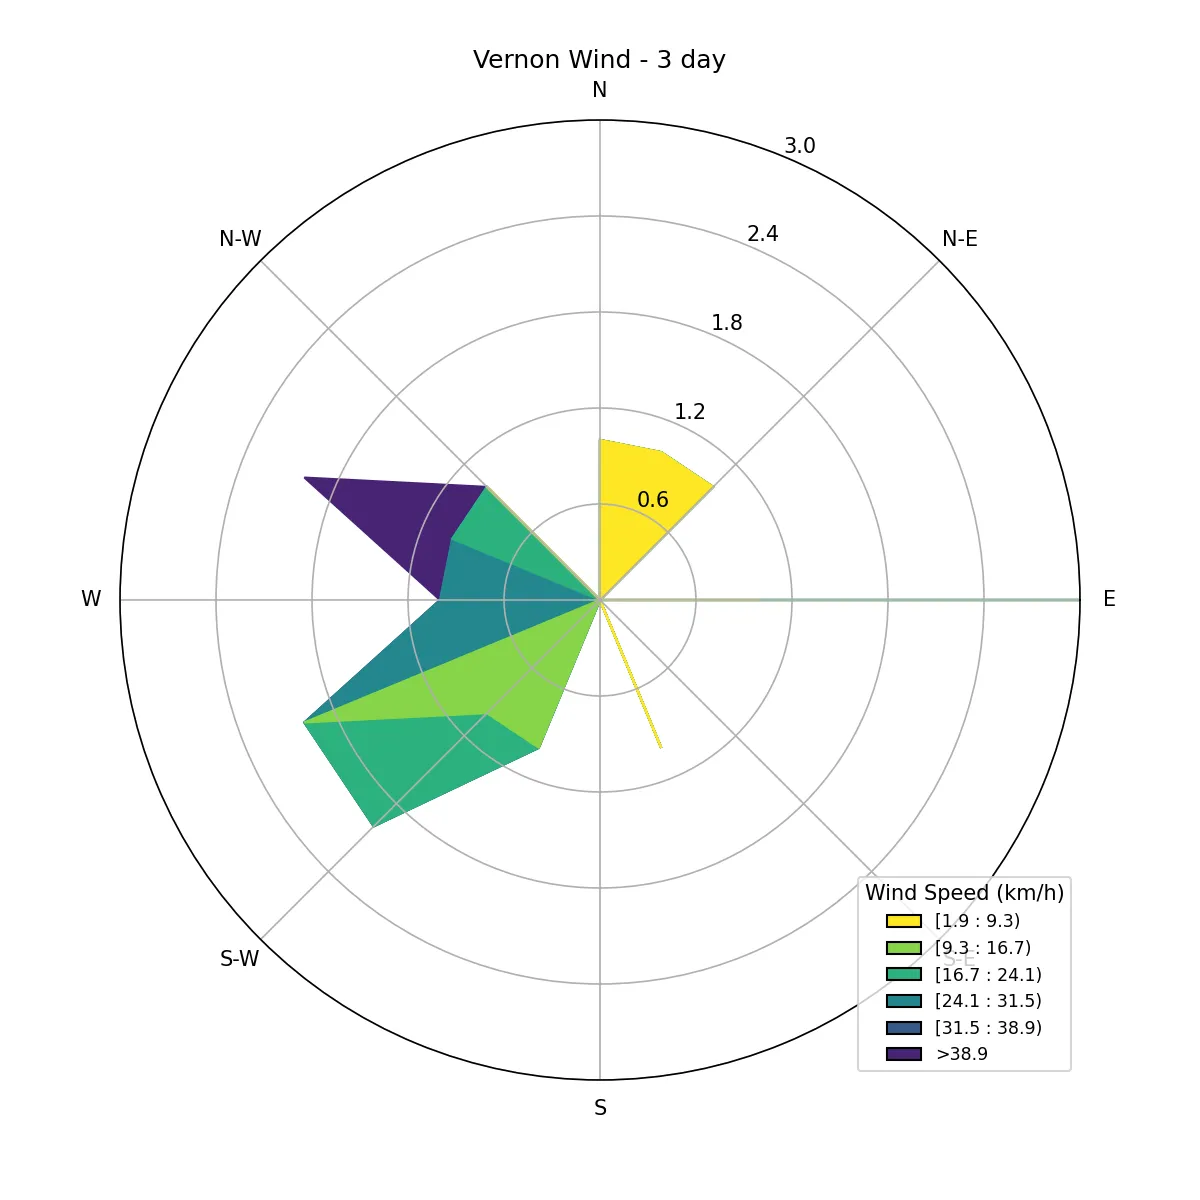 Vernon Wind - 3 day
N
3.0
2.4
N-W
N-E
1.8
1.2
0.6
W
E
Wind Speed (km/h)
[1.9 : 9.3)
[9.3 : 16.7)
S-W
S-E
[16.7 : 24.1)
[24.1 : 31.5)
[31.5 : 38.9)
>38.9
S